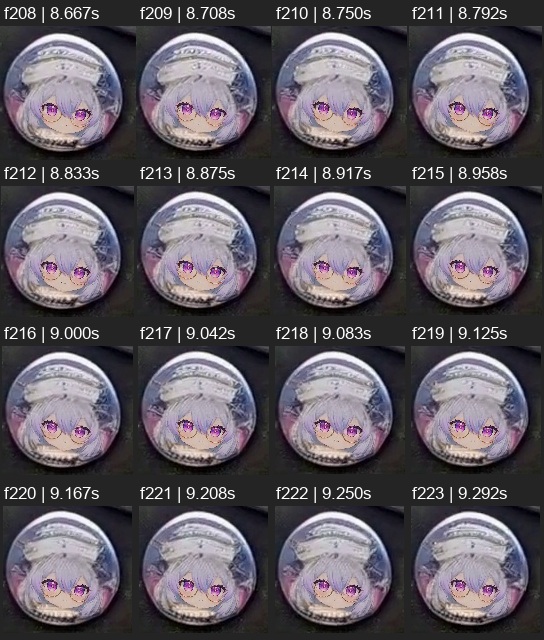 f208 | 8.667s f209 | 8.708s f210 | 8.750s f211 | 8.792s
f212 | 8.833s f213 | 8.875s f214 | 8.917s f215 | 8.958s
f216 | 9.000s f217 | 9.042s f218 | 9.083s f219 | 9.125s
f220 | 9.167s f221 | 9.208s f222 | 9.250s f223 | 9.292s